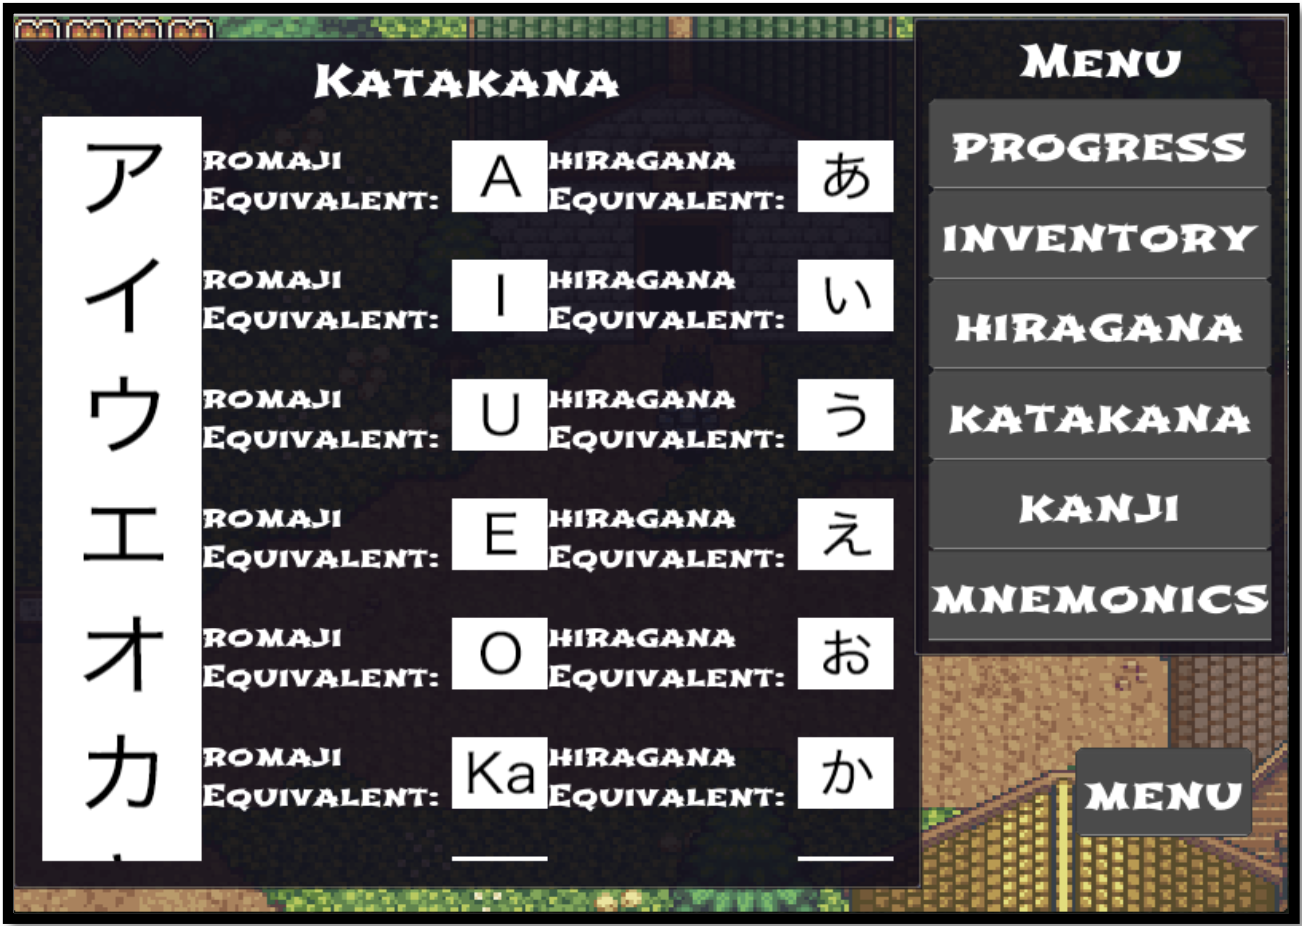 Katakana
ア
Romaji Equivalent:
A
Hiragana Equivalent:
あ
イ
Romaji Equivalent:
I
Hiragana Equivalent:
い
ウ
Romaji Equivalent:
U
Hiragana Equivalent:
う
エ
Romaji Equivalent:
E
Hiragana Equivalent:
え
オ
Romaji Equivalent:
O
Hiragana Equivalent:
お
カ
Romaji Equivalent:
Ka
Hiragana Equivalent:
か
Menu
Progress
Inventory
Hiragana
Katakana
Kanji
Mnemonics
Menu